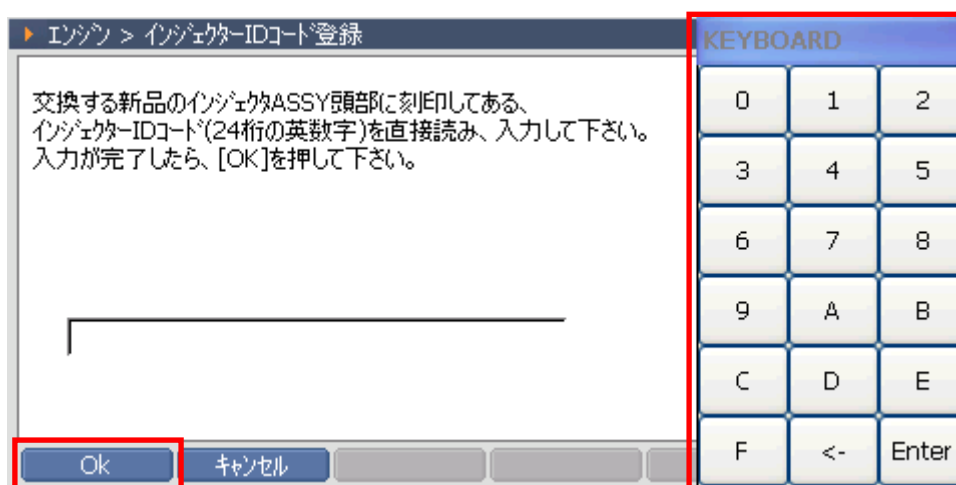 エンジン > インジェクターIDコード登録
交換する新品のインジェクタASSY頭部に刻印してある、
インジェクターIDコード(24桁の英数字)を直接読み、入力して下さい。
入力が完了したら、[OK]を押して下さい。
Ok
キャンセル
KEYBOARD
0 1 2
3 4 5
6 7 8
9 A B
C D E
F <- Enter